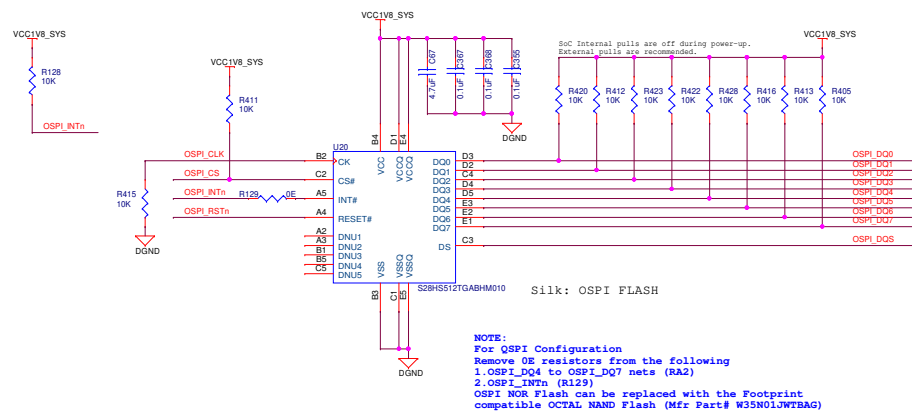 VCC1V8_SYS
VCC1V8_SYS
VCC1V8_SYS
VCC1V8_SYS
SoC Internal pulls are off during power-up.
External pulls are recommended.
R128
10K
R411
10K
C67
4.7uF
C367
0.1uF
C368
0.1uF
C355
0.1uF
R420
10K
R412
10K
R423
10K
R422
10K
R428
10K
R416
10K
R413
10K
R405
10K
DGND
OSPI_INTn
U20
B4
D1
E4
VCC
VCCQ
VCCQ
OSPI_CLK
B2
CK
OSPI_CS
C2
CS#
OSPI_INTn
R129
0E
A5
INT#
OSPI_RSTn
A4
RESET#
R415
10K
DGND
A2
DNU1
A3
DNU2
B1
DNU3
B5
DNU4
C5
DNU5
DQ0
D3
OSPI_DQ0
DQ1
D2
OSPI_DQ1
DQ2
C4
OSPI_DQ2
DQ3
D4
OSPI_DQ3
DQ4
D5
OSPI_DQ4
DQ5
E3
OSPI_DQ5
DQ6
E2
OSPI_DQ6
DQ7
E1
OSPI_DQ7
DS
C3
OSPI_DQS
VSS
VSSQ
VSSQ
B3
C1
E5
S28HS512TGABHM010
Silk: OSPI FLASH
DGND
NOTE:
For QSPI Configuration
Remove 0E resistors from the following
1.OSPI_DQ4 to OSPI_DQ7 nets (RA2)
2.OSPI_INTn (R129)
OSPI NOR Flash can be replaced with the Footprint
compatible OCTAL NAND Flash (Mfr Part# W35N01JWTBAG)